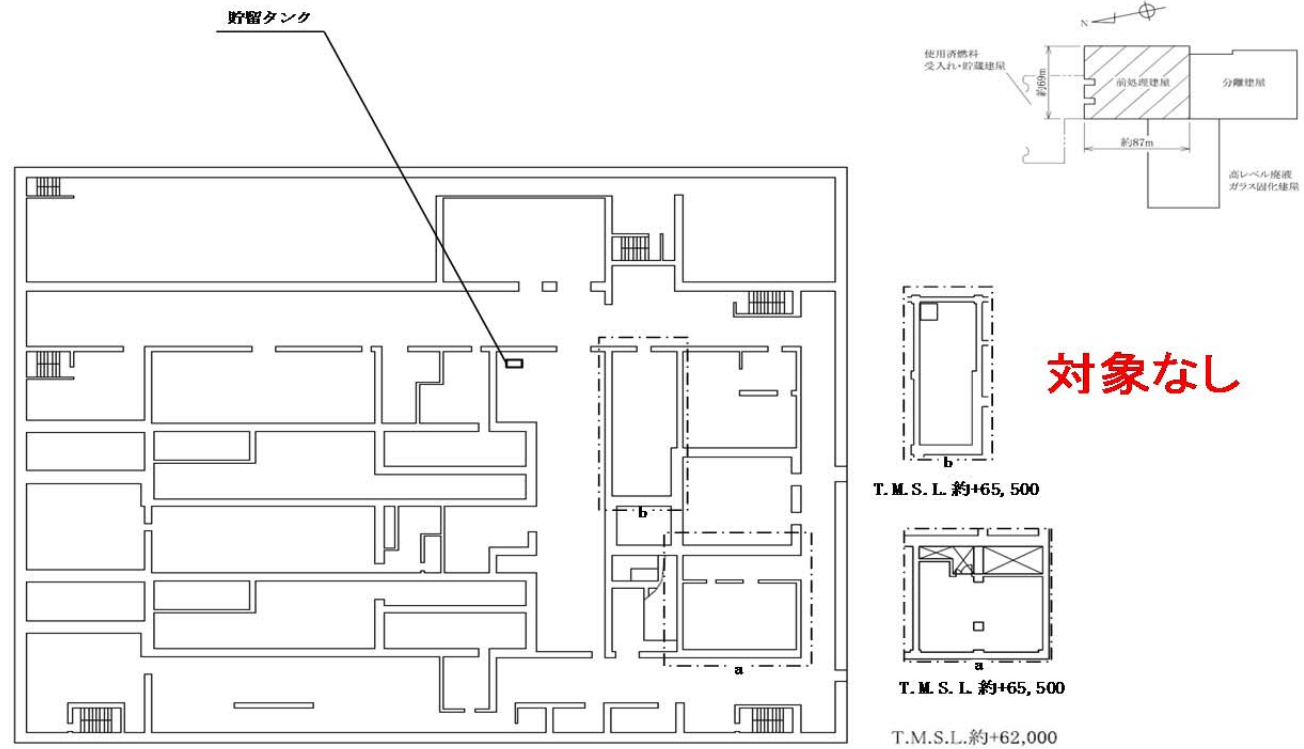 貯留タンク
N
使用済燃料
受入れ・貯蔵建屋
約69m
前処理建屋
分離建屋
約87m
高レベル廃液
ガラス固化建屋
対象なし
b
T.M.S.L.約+65,500
b
a
T.M.S.L.約+65,500
a
T.M.S.L.約+62,000